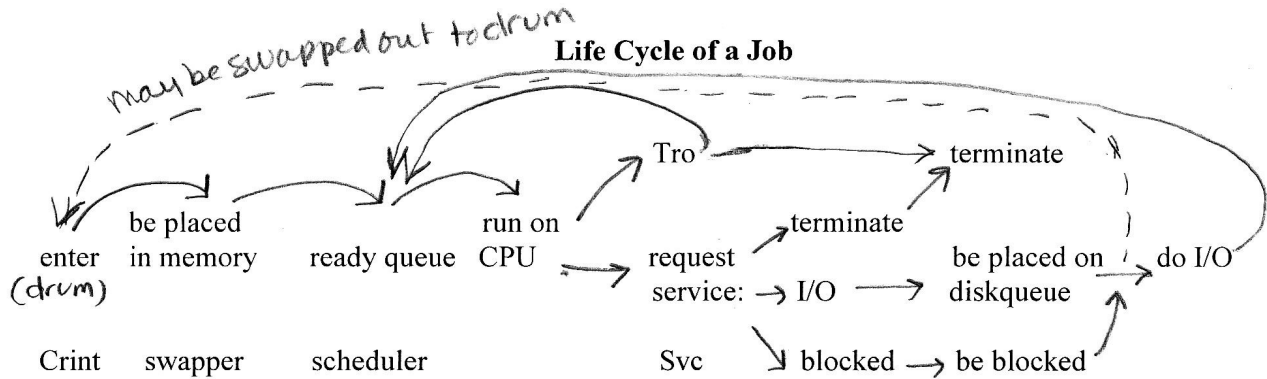 may be swapped out to drum
Life Cycle of a Job
Tro terminate
be placed run on terminate
enter in memory ready queue CPU request be placed on do I/O
(drum) service: I/O diskqueue
Crint swapper scheduler Svc blocked be blocked